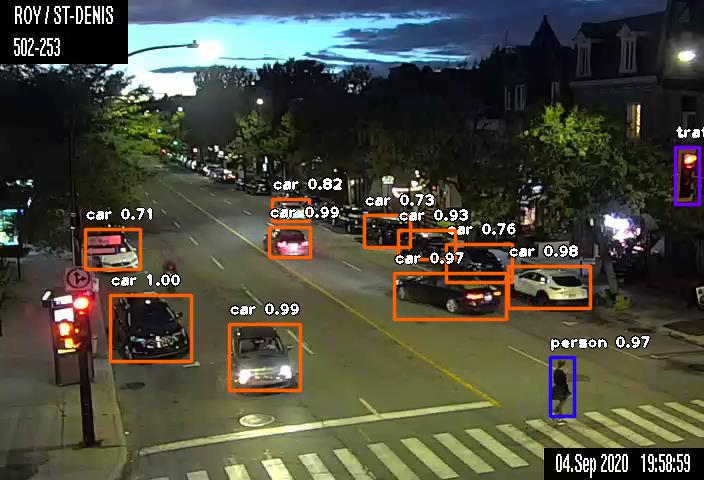 ROY / ST-DENIS
502-253
traf
car 0.82
car 0.73
car 0.71
car 0.99
car 0.93
car 0.76
car 0.97
car 0.98
car 1.00
car 0.99
person 0.97
04.Sep 2020 19:58:59